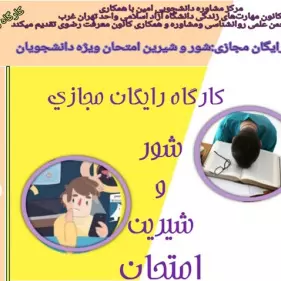 مرکز مشاوره دانشجویی امین با همکاری
کانون مهارت‌های زندگی دانشگاه آزاد اسلامی واحد تهران غرب
علمی روانشناسی ومشاوره و همکاری کانون معرفت رضوی تقدیم میکند
رایگان مجازی:شور و شیرین امتحان ویژه دانشجویان
کارگاه رایگان مجازی
شور
و
شیرین
امتحان